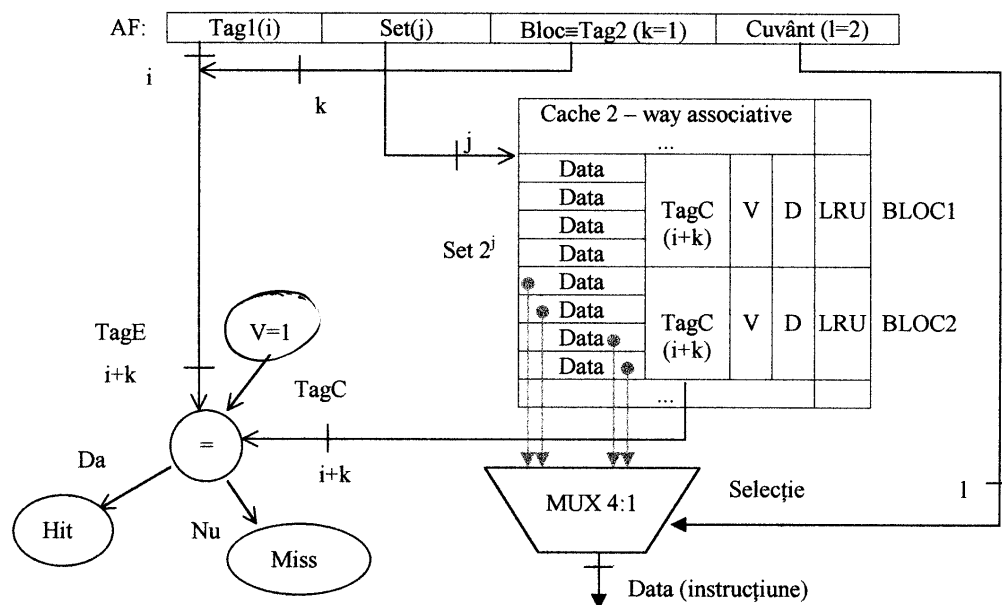 AF: Tag1(i) Set(j) Bloc≡Tag2 (k=1) Cuvânt (l=2)
i
k
j
Cache 2 – way associative
...
Data
Data
Data
Data
TagC
(i+k)
V D LRU BLOC1
Set 2^j
Data
Data
Data
Data
TagC
(i+k)
V D LRU BLOC2
...
V=1
TagE
i+k
TagC
i+k
=
Da
Nu
Hit
Miss
MUX 4:1
Selecție
l
Data (instrucțiune)